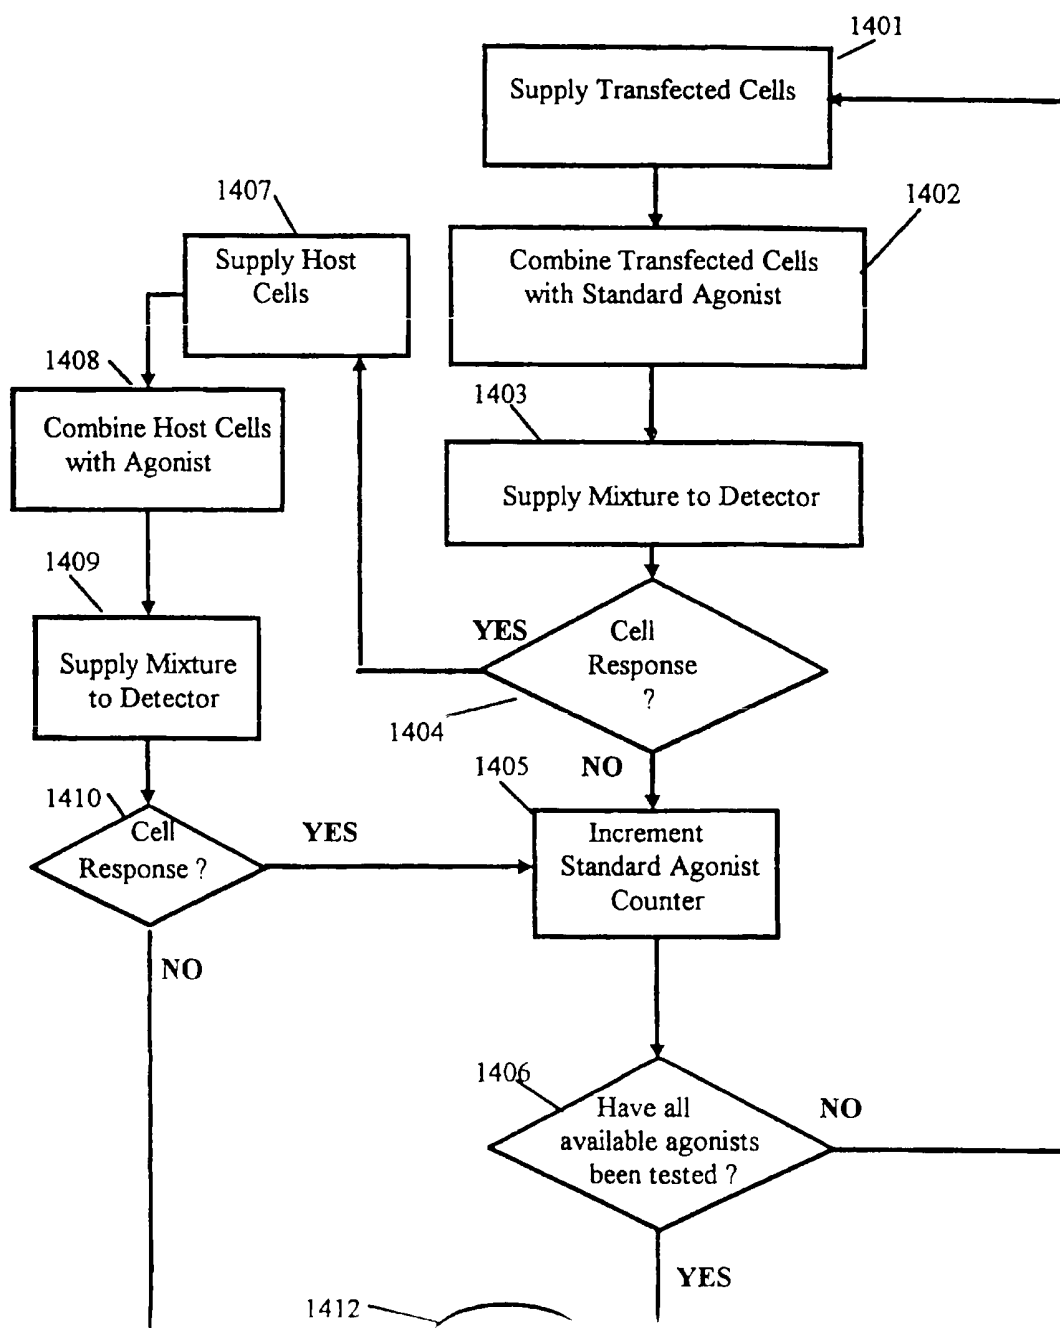 1401
Supply Transfected Cells
1402
Combine Transfected Cells
with Standard Agonist
1407
Supply Host
Cells
1408
Combine Host Cells
with Agonist
1403
Supply Mixture to Detector
1409
Supply Mixture
to Detector
YES
Cell
Response
?
1404
NO
1405
Increment
Standard Agonist
Counter
1410
Cell
Response ?
YES
NO
1406
Have all
available agonists
been tested ?
NO
YES
1412